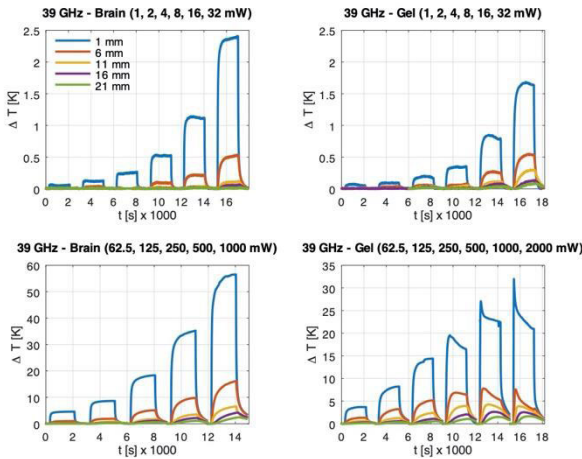 39 GHz - Brain (1, 2, 4, 8, 16, 32 mW)
2.5
2
1.5
1
0.5
0
Δ T [K]
1 mm
6 mm
11 mm
16 mm
21 mm
0 2 4 6 8 10 12 14 16
t [s] x 1000
39 GHz - Gel (1, 2, 4, 8, 16, 32 mW)
2.5
2
1.5
1
0.5
0
Δ T [K]
0 2 4 6 8 10 12 14 16 18
t [s] x 1000
39 GHz - Brain (62.5, 125, 250, 500, 1000 mW)
60
50
40
30
20
10
0
Δ T [K]
0 2 4 6 8 10 12 14
t [s] x 1000
39 GHz - Gel (62.5, 125, 250, 500, 1000, 2000 mW)
35
30
25
20
15
10
5
0
Δ T [K]
0 2 4 6 8 10 12 14 16 18
t [s] x 1000